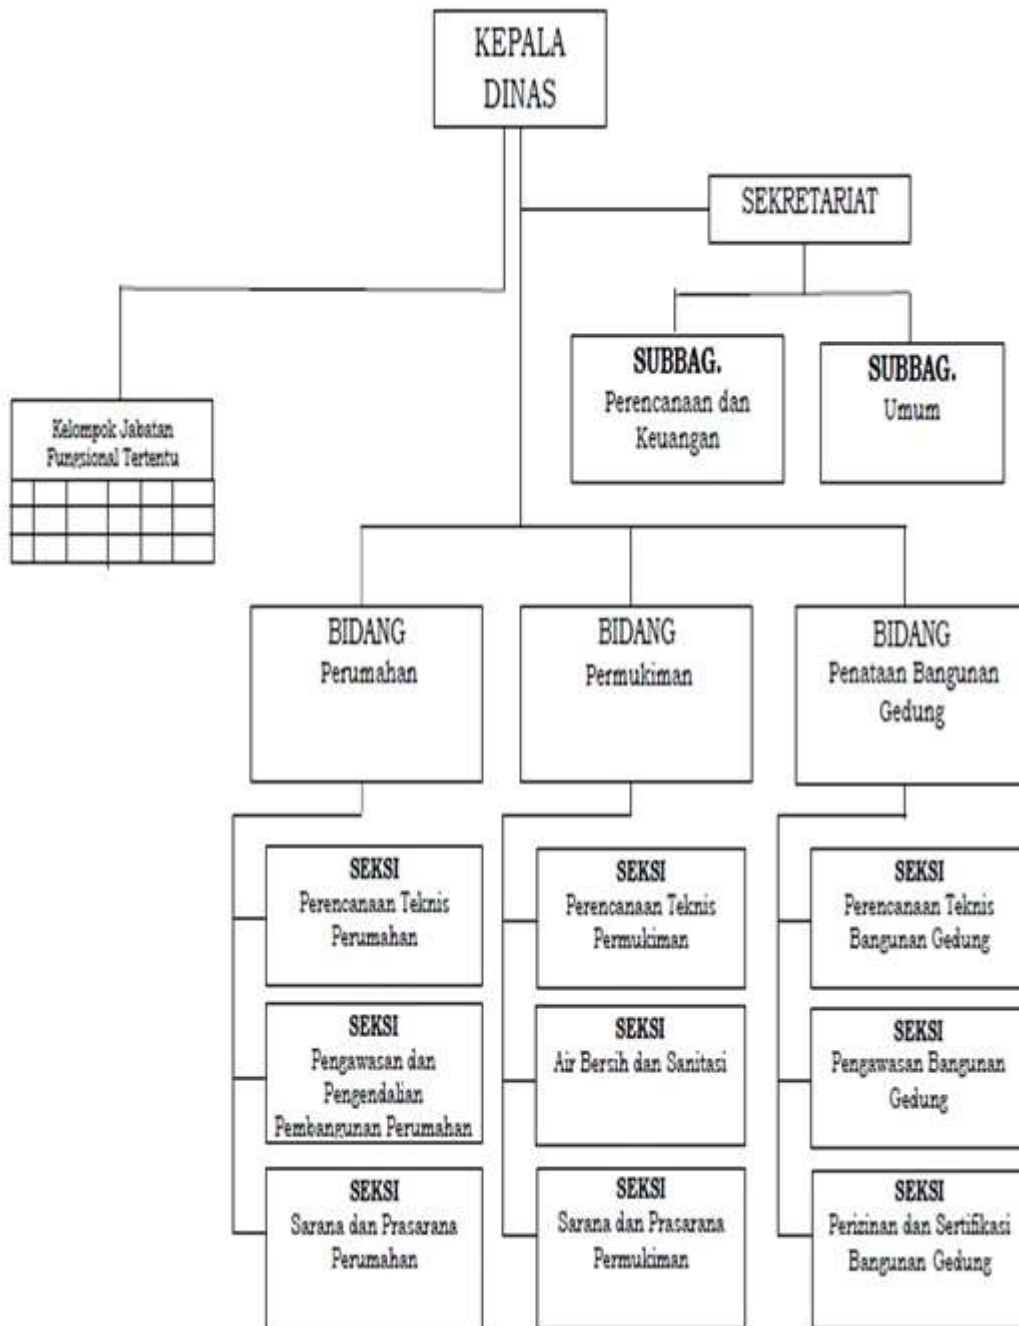 KEPALA
DINAS
SEKRETARIAT
SUBBAG.
Perencanaan dan
Keuangan
SUBBAG.
Umum
Kelompok Jabatan
Fungsional Tertentu
BIDANG
Perumahan
BIDANG
Permukiman
BIDANG
Penataan Bangunan
Gedung
SEKSI
Perencanaan Teknis
Perumahan
SEKSI
Perencanaan Teknis
Permukiman
SEKSI
Perencanaan Teknis
Bangunan Gedung
SEKSI
Pengawasan dan
Pengendalian
Pembangunan Perumahan
SEKSI
Air Bersih dan Sanitasi
SEKSI
Pengawasan Bangunan
Gedung
SEKSI
Sarana dan Prasarana
Perumahan
SEKSI
Sarana dan Prasarana
Permukiman
SEKSI
Perizinan dan Sertifikasi
Bangunan Gedung